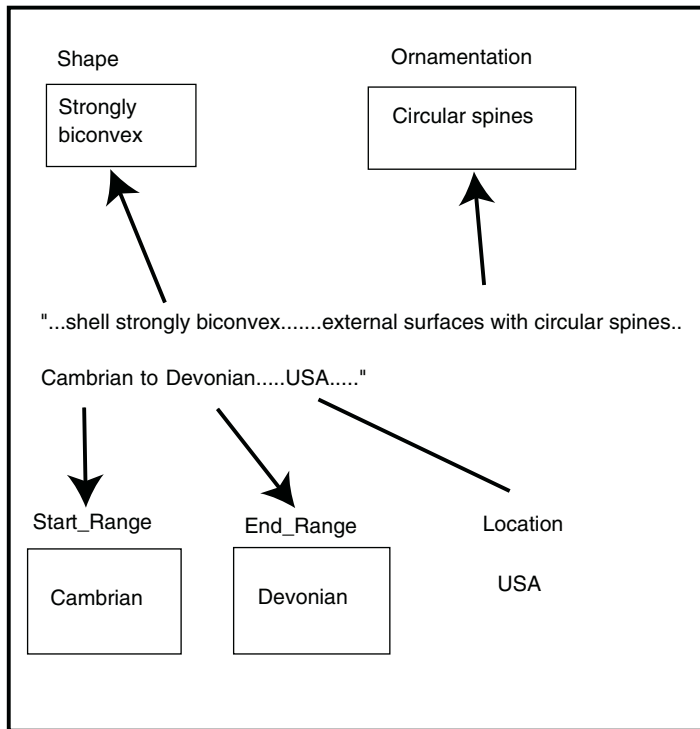 Shape
Ornamentation
Strongly
biconvex
Circular spines
"...shell strongly biconvex.......external surfaces with circular spines..
Cambrian to Devonian.....USA....."
Start_Range
End_Range
Location
Cambrian
Devonian
USA